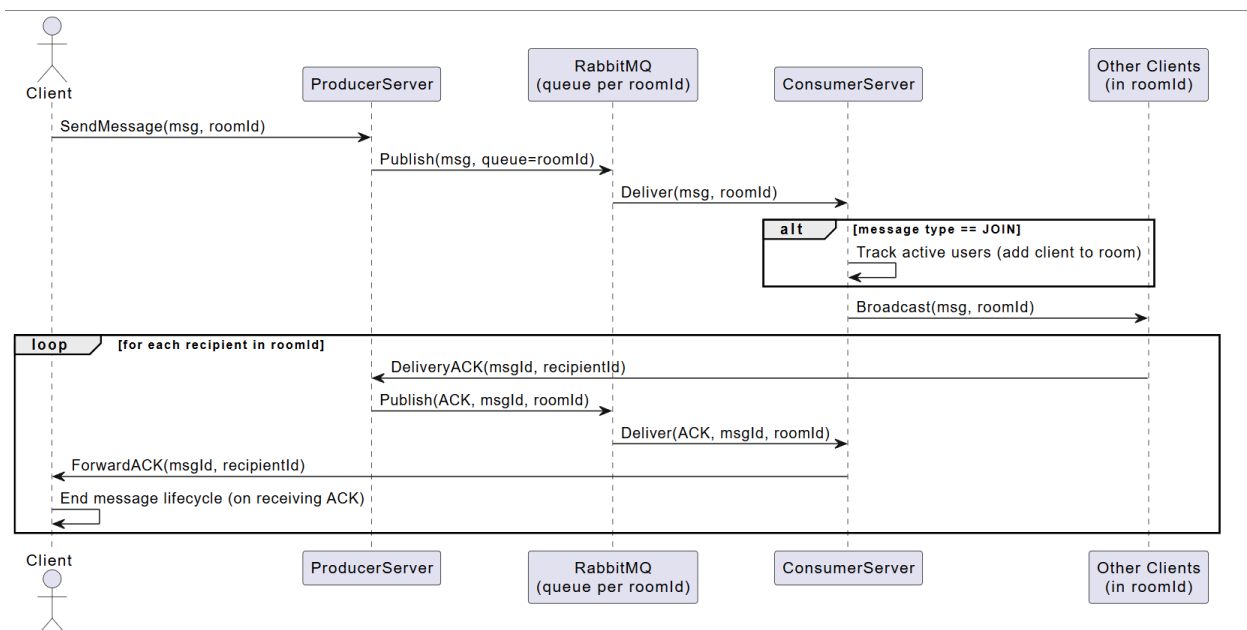 Client
ProducerServer
RabbitMQ
(queue per roomId)
ConsumerServer
Other Clients
(in roomId)
SendMessage(msg, roomId)
Publish(msg, queue=roomId)
Deliver(msg, roomId)
alt
[message type == JOIN]
Track active users (add client to room)
Broadcast(msg, roomId)
loop
[for each recipient in roomId]
DeliveryACK(msgId, recipientId)
Publish(ACK, msgId, roomId)
Deliver(ACK, msgId, roomId)
ForwardACK(msgId, recipientId)
End message lifecycle (on receiving ACK)
Client
ProducerServer
RabbitMQ
(queue per roomId)
ConsumerServer
Other Clients
(in roomId)